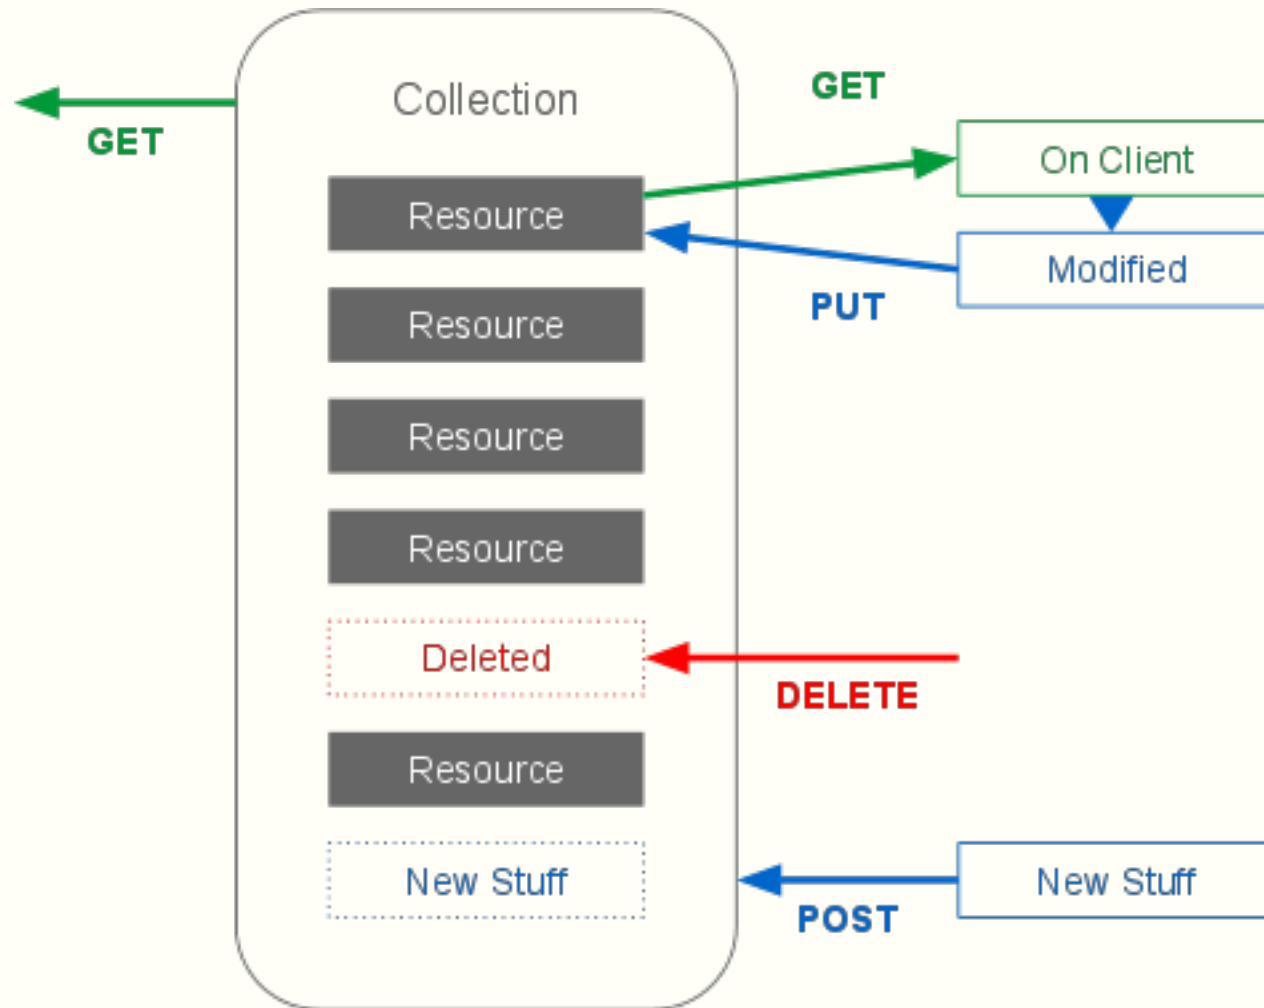 Collection
GET
GET
On Client
Resource
Modified
PUT
Resource
Resource
Resource
Deleted
DELETE
Resource
New Stuff
New Stuff
POST